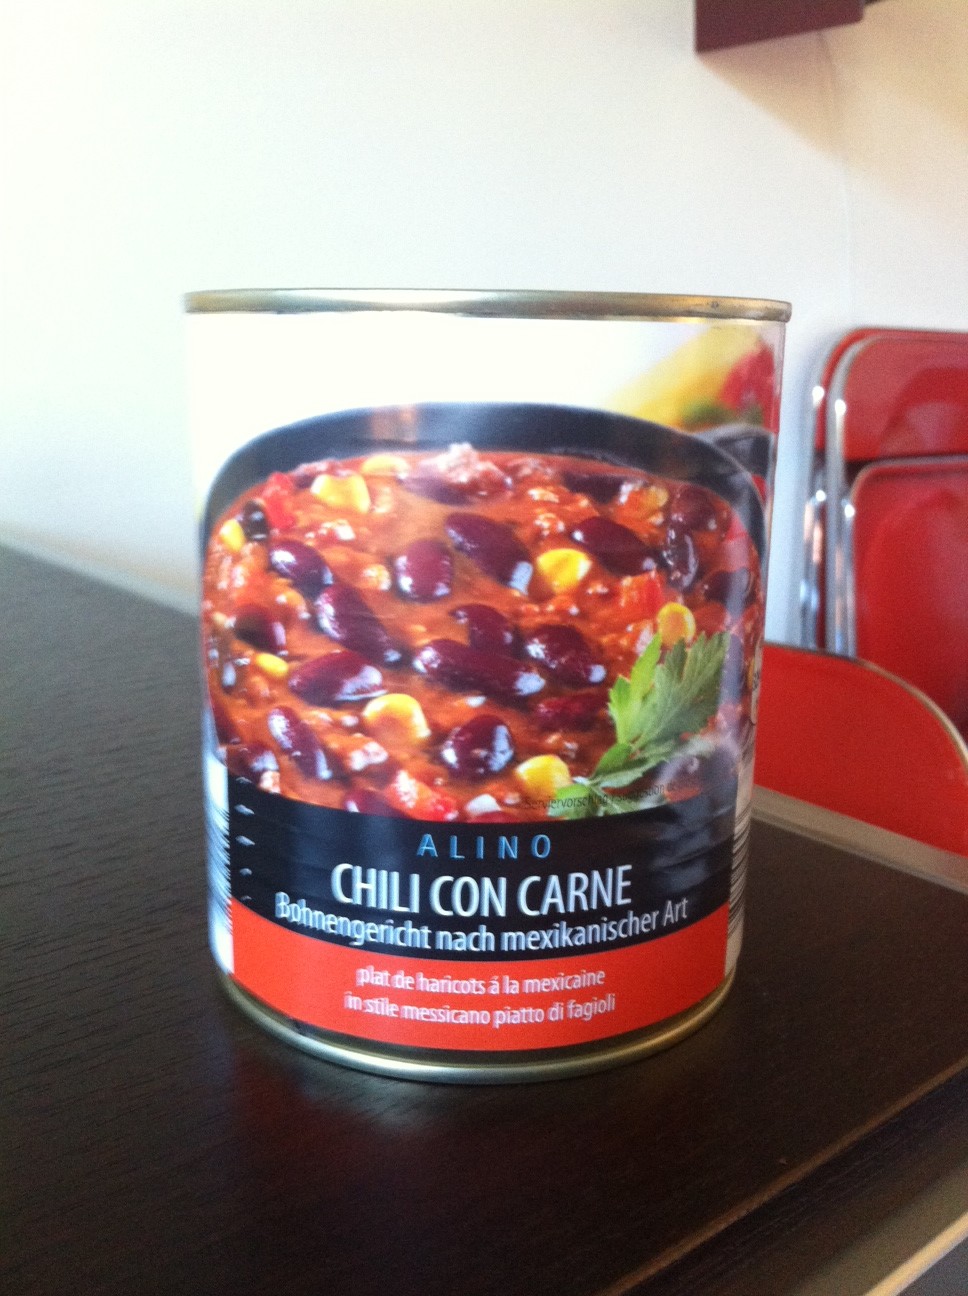 ALINO
CHILI CON CARNE
Bohnengericht nach mexikanischer Art
plat de haricots á la mexicaine
in stile messicano piatto di fagioli